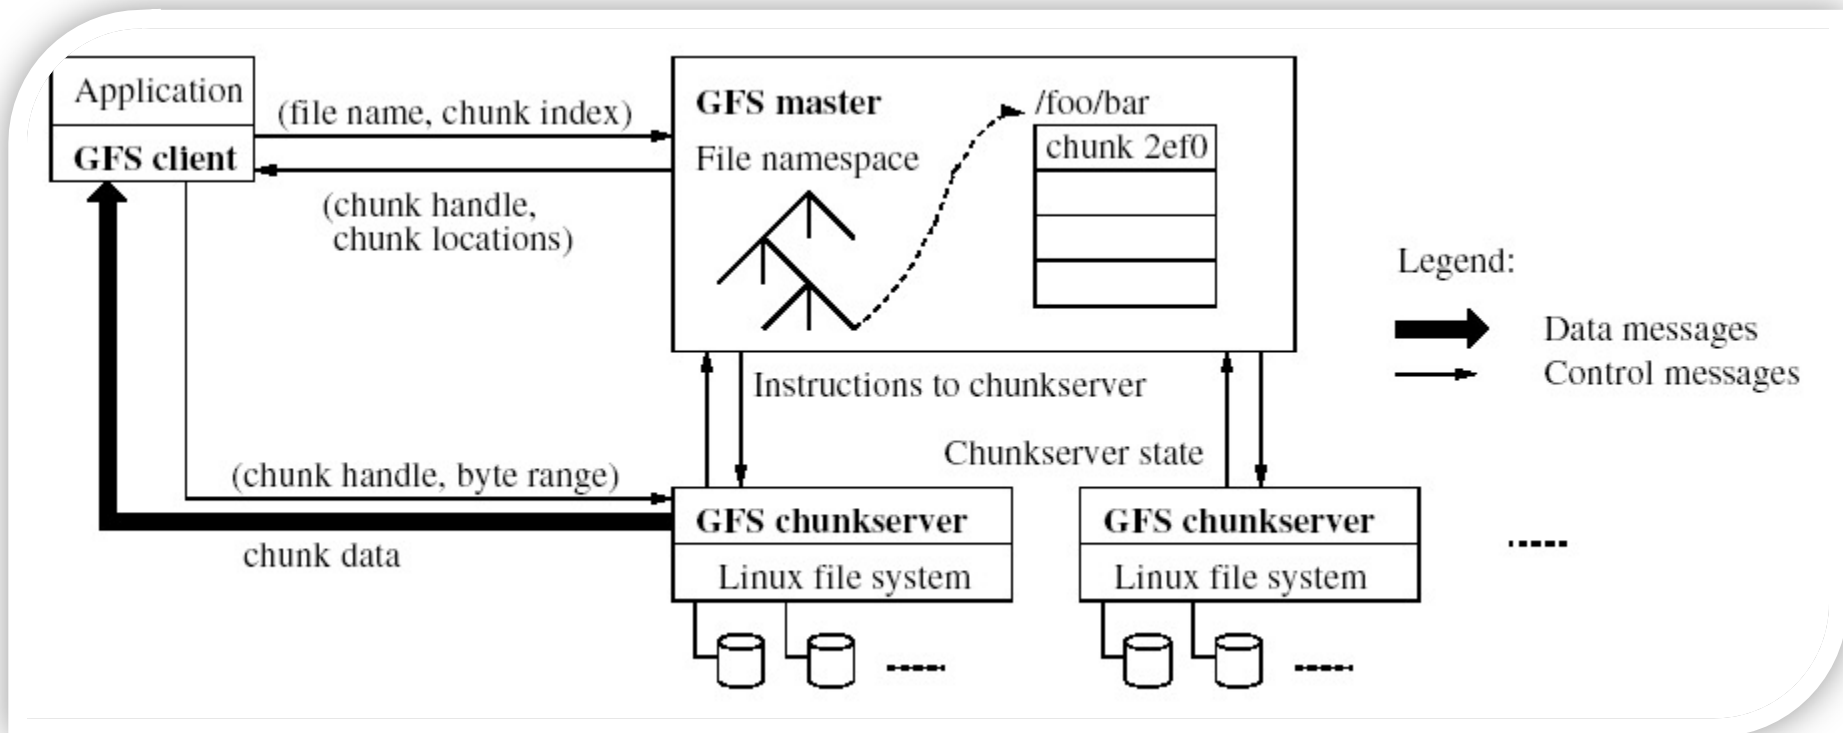 Application
GFS client
(file name, chunk index)
(chunk handle,
chunk locations)
GFS master
File namespace
/foo/bar
chunk 2ef0
Legend:
Data messages
Control messages
Instructions to chunkserver
Chunkserver state
(chunk handle, byte range)
chunk data
GFS chunkserver
Linux file system
GFS chunkserver
Linux file system